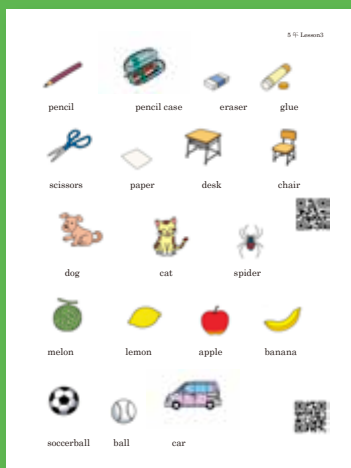 5年 Lesson3
pencil pencil case eraser glue
scissors paper desk chair
dog cat spider
melon lemon apple banana
soccerball ball car